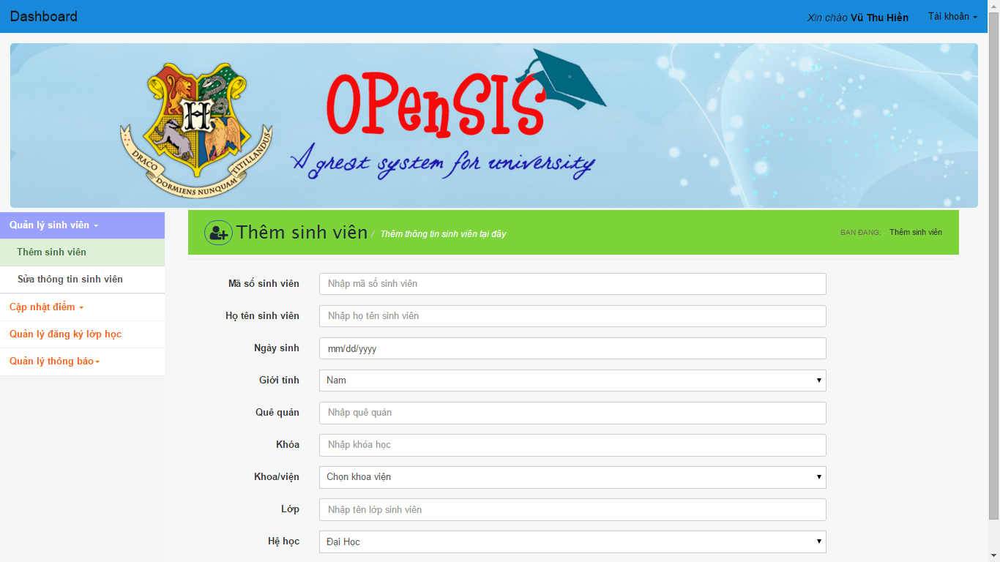 Dashboard
Xin chào Vũ Thu Hiền
Tài khoản
OPenSIS
A great system for university
H
DRACO DORMIENS NUNQUAM TITILLANDUS
Quản lý sinh viên
Thêm sinh viên
Sửa thông tin sinh viên
Cập nhật điểm
Quản lý đăng ký lớp học
Quản lý thông báo
Thêm sinh viên / Thêm thông tin sinh viên tại đây
BẠN ĐANG: Thêm sinh viên
Mã số sinh viên Nhập mã số sinh viên
Họ tên sinh viên Nhập họ tên sinh viên
Ngày sinh mm/dd/yyyy
Giới tính Nam
Quê quán Nhập quê quán
Khóa Nhập khóa học
Khoa/viện Chọn khoa viện
Lớp Nhập tên lớp sinh viên
Hệ học Đại Học